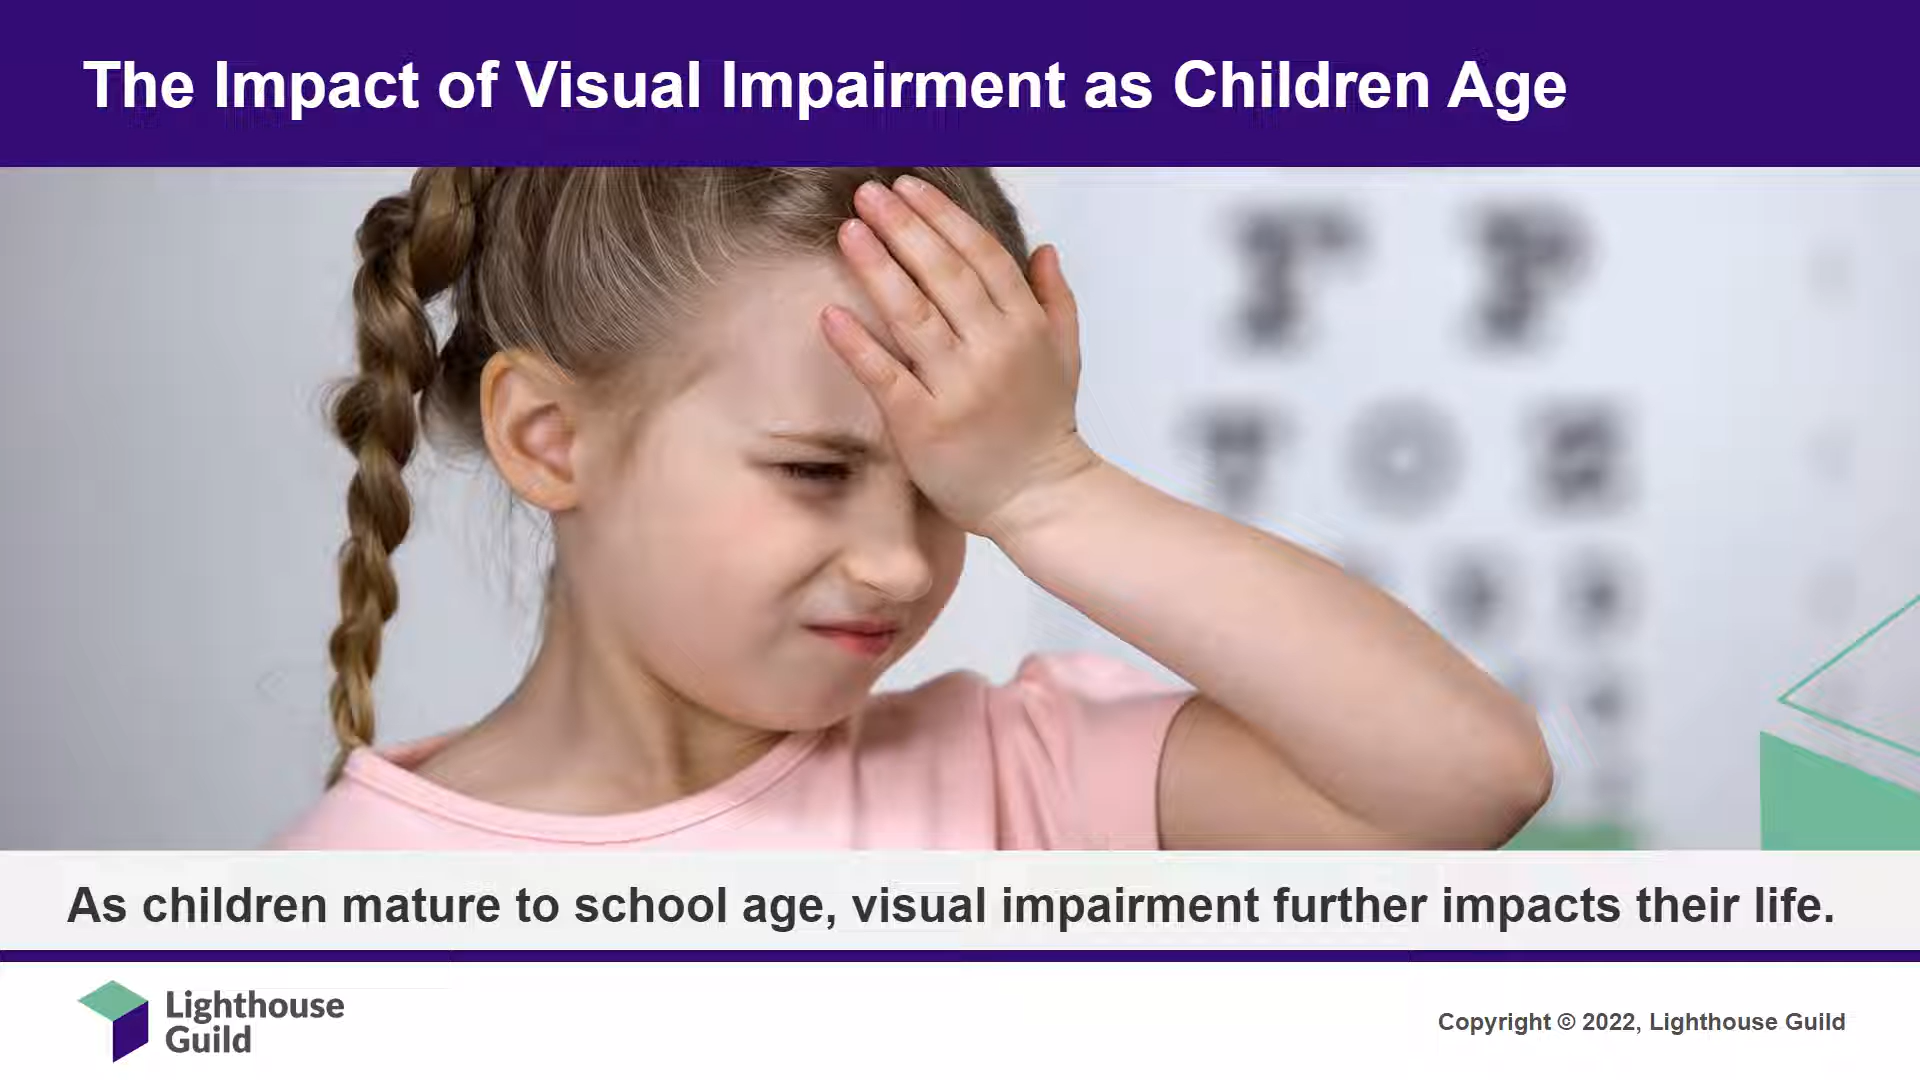 The Impact of Visual Impairment as Children Age
As children mature to school age, visual impairment further impacts their life.
Lighthouse
Guild
Copyright © 2022, Lighthouse Guild